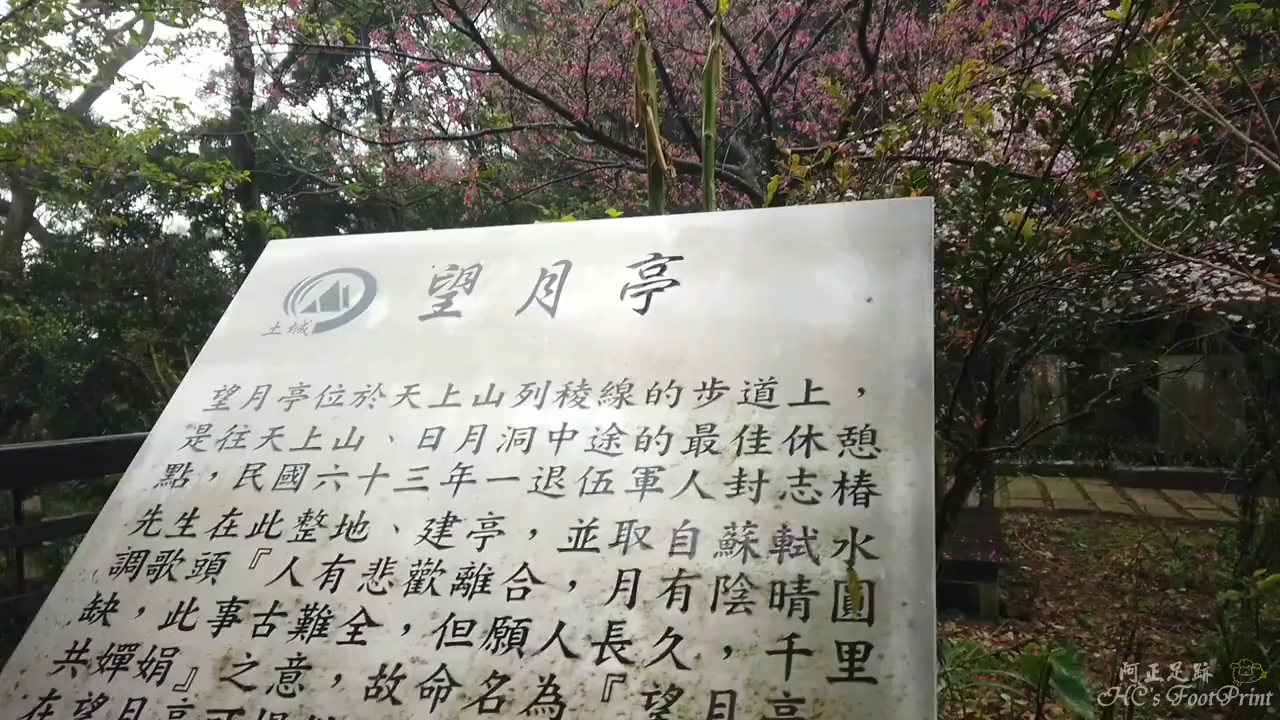 土城
望月亭
望月亭位於天上山列稜線的步道上，
是往天上山、日月洞中途的最佳休憩
點，民國六十三年一退伍軍人封志椿
先生在此整地、建亭，並取自蘇軾水
調歌頭『人有悲歡離合，月有陰晴圓
缺，此事古難全，但願人長久，千里
共嬋娟』之意，故命名為『望月亭
在望月亭可
阿正足跡
HC's FootPrint